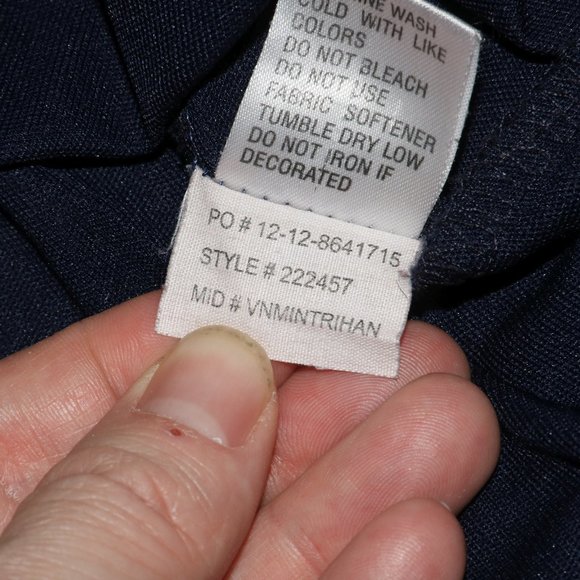 WASH
COLD WITH LIKE
COLORS
DO NOT BLEACH
DO NOT USE
FABRIC SOFTENER
TUMBLE DRY LOW
DO NOT IRON IF
DECORATED
PO # 12-12-8641715
STYLE # 222457
MID # VNMINTRIHAN